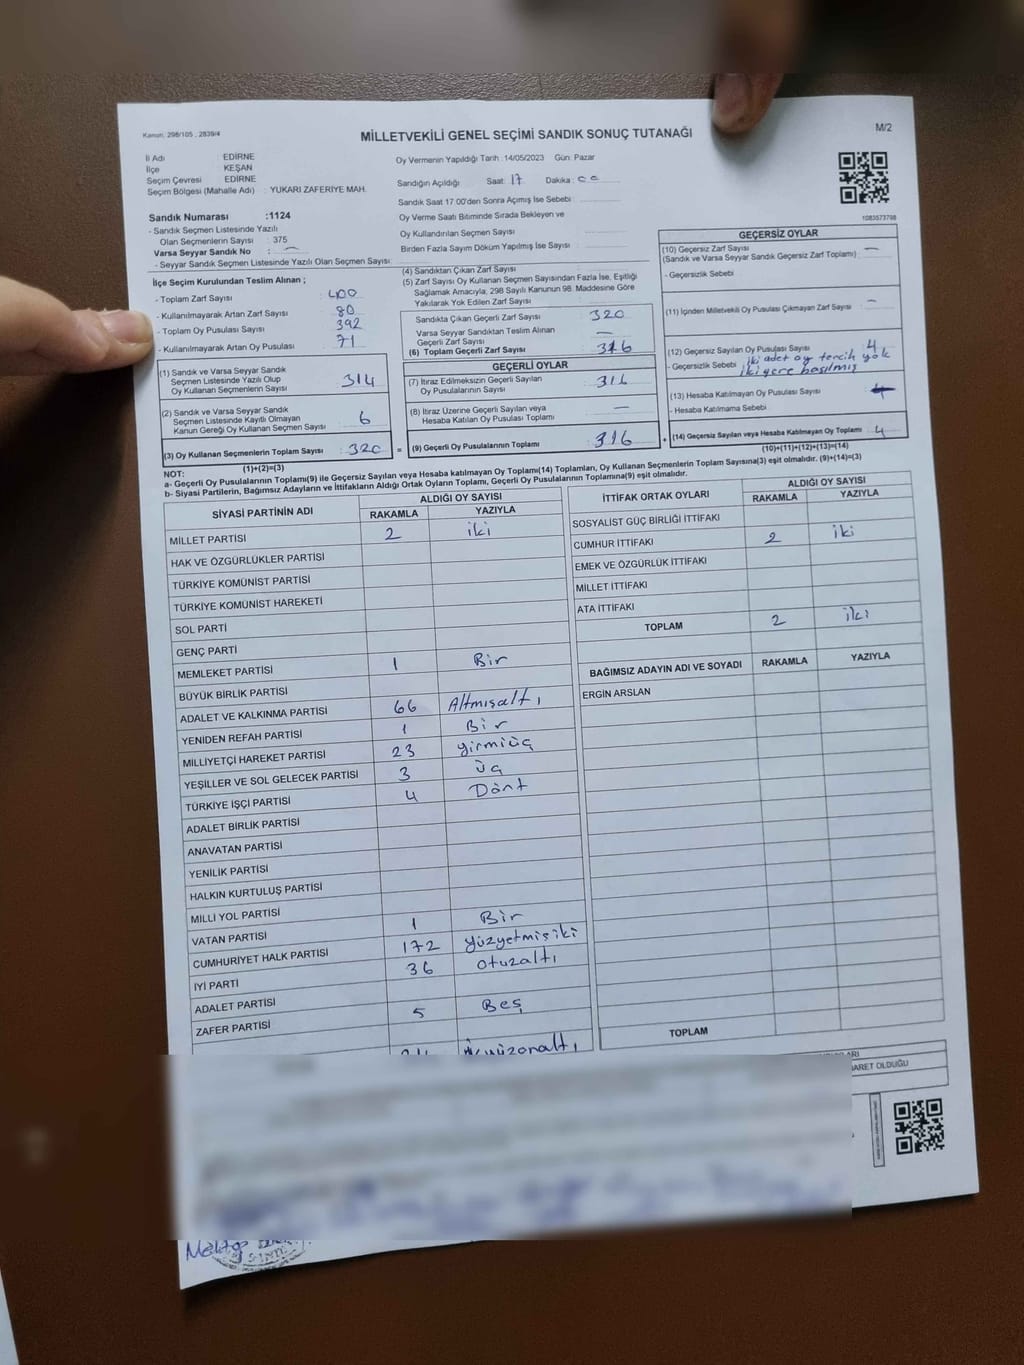 Kanun: 298/105 , 2839/4
MİLLETVEKİLİ GENEL SEÇİMİ SANDIK SONUÇ TUTANAĞI
M/2
İl Adı EDİRNE
İlçe KEŞAN
Seçim Çevresi EDİRNE
Seçim Bölgesi (Mahalle Adı) : YUKARI ZAFERİYE MAH.
Oy Vermenin Yapıldığı Tarih : 14/05/2023 Gün: Pazar
Sandığın Açıldığı Saat: 17 Dakika: 00
Sandık Saat 17.00'den Sonra Açılmış İse Sebebi
Oy Verme Saati Bitiminde Sırada Bekleyen ve
Oy Kullandırılan Seçmen Sayısı
Birden Fazla Sayım Döküm Yapılmış İse Sayısı
Sandık Numarası :1124
- Sandık Seçmen Listesinde Yazılı
Olan Seçmenlerin Sayısı : 375
Varsa Seyyar Sandık No : —
- Seyyar Sandık Seçmen Listesinde Yazılı Olan Seçmen Sayısı:
İlçe Seçim Kurulundan Teslim Alınan ;
- Toplam Zarf Sayısı : 400
- Kullanılmayarak Artan Zarf Sayısı : 80
- Toplam Oy Pusulası Sayısı : 392
- Kullanılmayarak Artan Oy Pusulası : 71
(1) Sandık ve Varsa Seyyar Sandık
Seçmen Listesinde Yazılı Olup
Oy Kullanan Seçmenlerin Sayısı 314
(2) Sandık ve Varsa Seyyar Sandık
Seçmen Listesinde Kayıtlı Olmayan
Kanun Gereği Oy Kullanan Seçmen Sayısı : 6
(3) Oy Kullanan Seçmenlerin Toplam Sayısı : 320 =
(1)+(2)=(3)
(4) Sandıktan Çıkan Zarf Sayısı :
(5) Zarf Sayısı Oy Kullanan Seçmen Sayısından Fazla İse, Eşitliği
Sağlamak Amacıyla; 298 Sayılı Kanunun 98. Maddesine Göre
Yakılarak Yok Edilen Zarf Sayısı :
Sandıkta Çıkan Geçerli Zarf Sayısı : 320
Varsa Seyyar Sandıktan Teslim Alınan
Geçerli Zarf Sayısı : —
(6) Toplam Geçerli Zarf Sayısı : 316
GEÇERLİ OYLAR
(7) İtiraz Edilmeksizin Geçerli Sayılan
Oy Pusulalarının Sayısı : 316
(8) İtiraz Üzerine Geçerli Sayılan veya
Hesaba Katılan Oy Pusulası Toplamı : —
(9) Geçerli Oy Pusulalarının Toplamı : 316 +
1083573798
GEÇERSİZ OYLAR
(10) Geçersiz Zarf Sayısı —
(Sandık ve Varsa Seyyar Sandık Geçersiz Zarf Toplamı) :
- Geçersizlik Sebebi
(11) İçinden Milletvekili Oy Pusulası Çıkmayan Zarf Sayısı : —
(12) Geçersiz Sayılan Oy Pusulası Sayısı : 4
- Geçersizlik Sebebi iki adet oy tercih yok
iki yere basılmış
(13) Hesaba Katılmayan Oy Pusulası Sayısı :
- Hesaba Katılmama Sebebi
(14) Geçersiz Sayılan veya Hesaba Katılmayan Oy Toplamı : 4
(10)+(11)+(12)+(13)=(14)
NOT:
a- Geçerli Oy Pusulalarının Toplamı(9) ile Geçersiz Sayılan veya Hesaba katılmayan Oy Toplamı(14) Toplamları, Oy Kullanan Seçmenlerin Toplam Sayısına(3) eşit olmalıdır. (9)+(14)=(3)
b- Siyasi Partilerin, Bağımsız Adayların ve İttifakların Aldığı Ortak Oyların Toplamı, Geçerli Oy Pusulalarının Toplamına(9) eşit olmalıdır.
SİYASİ PARTİNİN ADI ALDIĞI OY SAYISI
RAKAMLA YAZIYLA
MİLLET PARTİSİ 2 iki
HAK VE ÖZGÜRLÜKLER PARTİSİ
TÜRKİYE KOMÜNİST PARTİSİ
TÜRKİYE KOMÜNİST HAREKETİ
SOL PARTİ
GENÇ PARTİ
MEMLEKET PARTİSİ 1 Bir
BÜYÜK BİRLİK PARTİSİ
ADALET VE KALKINMA PARTİSİ 66 Altmışaltı
YENİDEN REFAH PARTİSİ 1 Bir
MİLLİYETÇİ HAREKET PARTİSİ 23 yirmiüç
YEŞİLLER VE SOL GELECEK PARTİSİ 3 üç
TÜRKİYE İŞÇİ PARTİSİ 4 Dört
ADALET BİRLİK PARTİSİ
ANAVATAN PARTİSİ
YENİLİK PARTİSİ
HALKIN KURTULUŞ PARTİSİ
MİLLİ YOL PARTİSİ
VATAN PARTİSİ 1 Bir
CUMHURİYET HALK PARTİSİ 172 yüzyetmişiki
İYİ PARTİ 36 otuzaltı
ADALET PARTİSİ
ZAFER PARTİSİ 5 Beş
İTTİFAK ORTAK OYLARI ALDIĞI OY SAYISI
RAKAMLA YAZIYLA
SOSYALİST GÜÇ BİRLİĞİ İTTİFAKI
CUMHUR İTTİFAKI 2 iki
EMEK VE ÖZGÜRLÜK İTTİFAKI
MİLLET İTTİFAKI
ATA İTTİFAKI
TOPLAM 2 iki
BAĞIMSIZ ADAYIN ADI VE SOYADI RAKAMLA YAZIYLA
ERGİN ARSLAN
TOPLAM